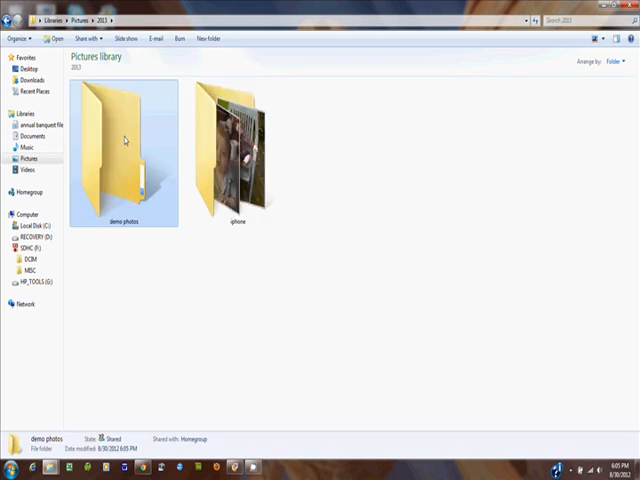 Libraries ▸ Pictures ▸ 2013 ▸
Search 2013
Organize ▾ Open Share with ▾ Slide show E-mail Burn New folder
Pictures library
2013
Arrange by: Folder ▾
Favorites
Desktop
Downloads
Recent Places
Libraries
annual banquest file
Documents
Music
Pictures
Videos
Homegroup
Computer
Local Disk (C:)
RECOVERY (D:)
SDHC (F:)
DCIM
MISC
HP_TOOLS (G:)
Network
demo photos
iphone
demo photos State: Shared Shared with: Homegroup
File folder Date modified: 8/30/2012 6:05 PM
6:05 PM
8/30/2012